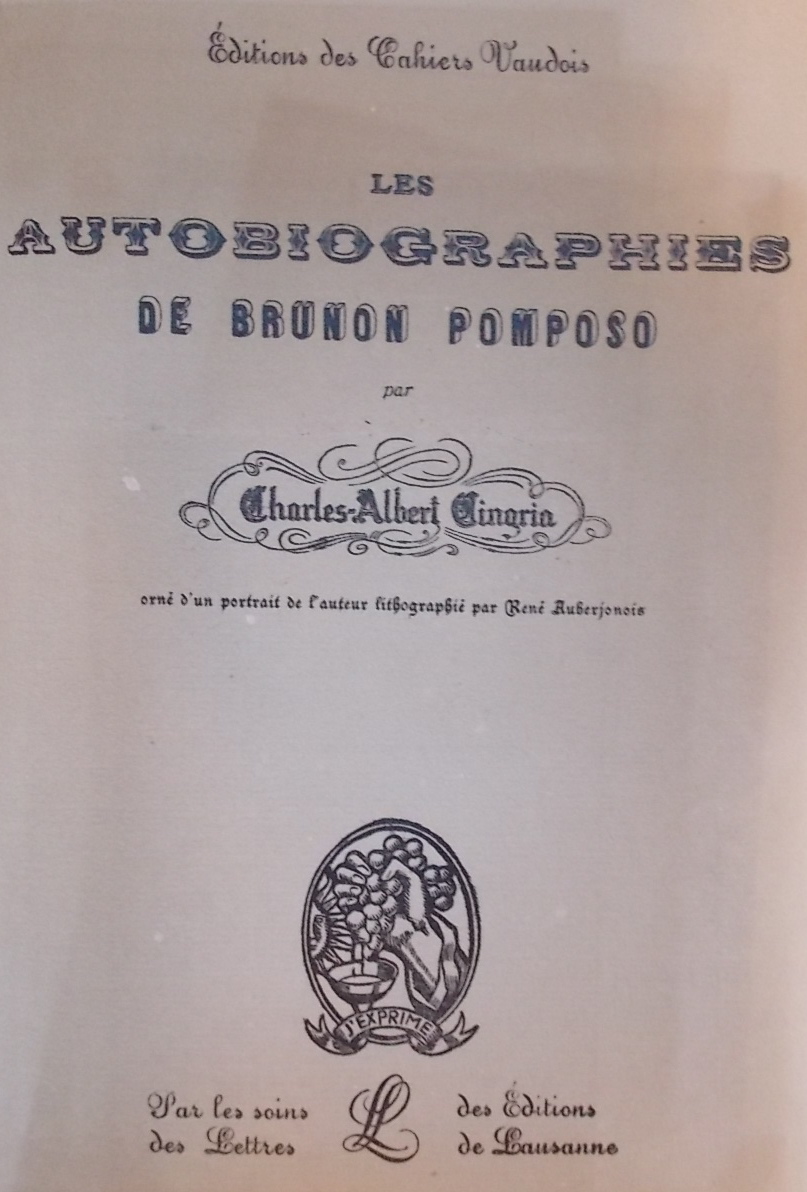 Éditions des Cahiers Vaudois
LES
AUTOBIOGRAPHIES
DE BRUNON POMPOSO
par
Charles-Albert Cingria
orné d'un portrait de l'auteur lithographié par René Auberjonois
J'EXPRIME
Par les soins
des Lettres
LL
des Éditions
de Lausanne